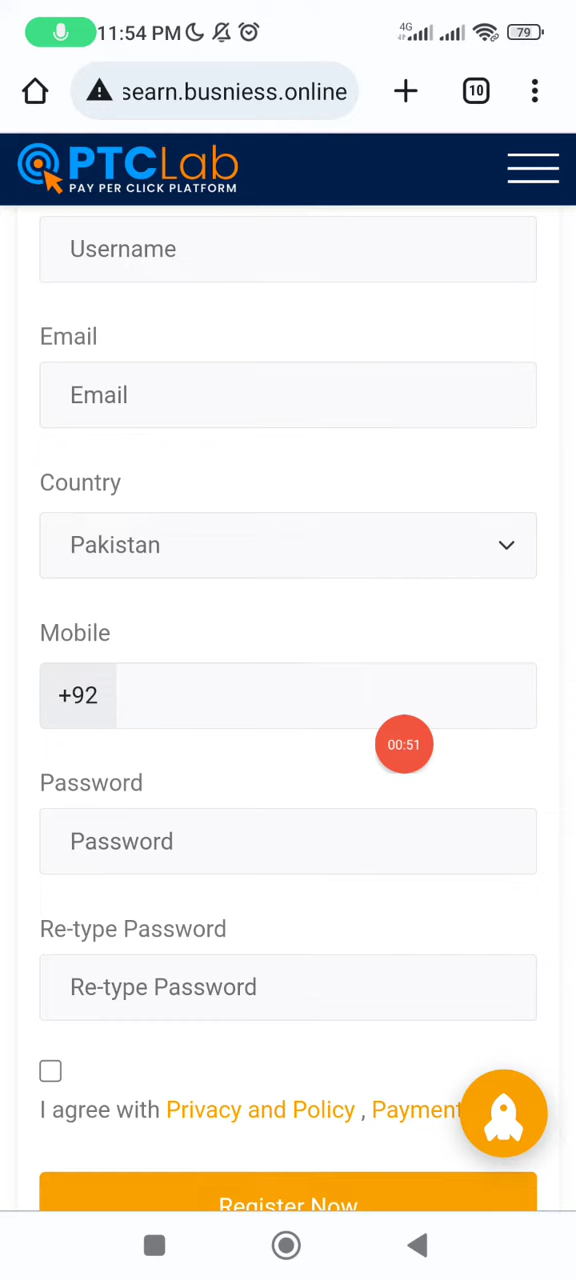 11:54 PM 4G 79
searn.busniess.online + 10
PTCLab
PAY PER CLICK PLATFORM
Username
Email
Email
Country
Pakistan
Mobile
+92
00:51
Password
Password
Re-type Password
Re-type Password
I agree with Privacy and Policy , Payment
Register Now